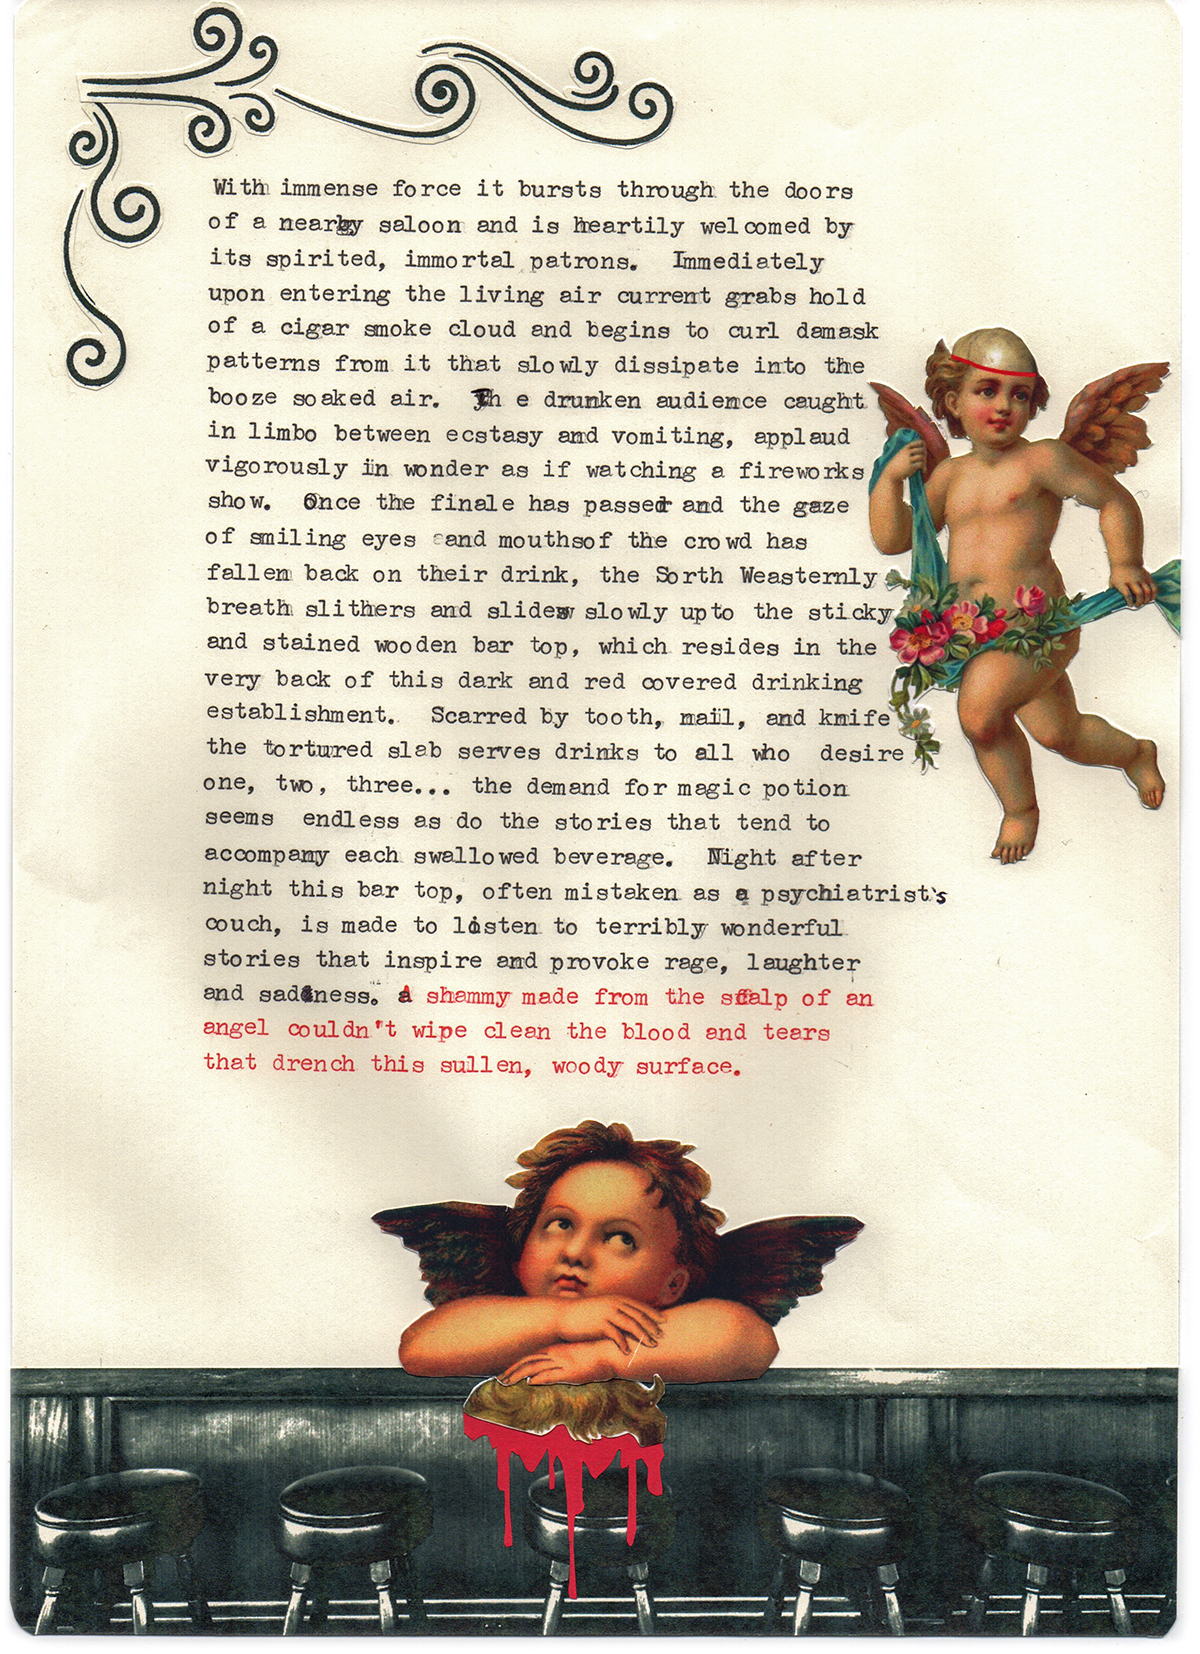 With immense force it bursts through the doors
of a nearby saloon and is heartily welcomed by
its spirited, immortal patrons.  Immediately
upon entering the living air current grabs hold
of a cigar smoke cloud and begins to curl damask
patterns from it that slowly dissipate into the
booze soaked air.  The drunken audience caught
in limbo between ecstasy and vomiting, applaud
vigorously in wonder as if watching a fireworks
show.  Once the finale has passed and the gaze
of smiling eyes and mouthsof the crowd has
fallen back on their drink, the Sorth Weasternly
breath slithers and slides slowly upto the sticky
and stained wooden bar top, which resides in the
very back of this dark and red covered drinking
establishment.  Scarred by tooth, nail, and knife
the tortured slab serves drinks to all who desire
one, two, three... the demand for magic potion
seems endless as do the stories that tend to
accompany each swallowed beverage.  Night after
night this bar top, often mistaken as a psychiatrist's
couch, is made to listen to terribly wonderful
stories that inspire and provoke rage, laughter
and saddness. A shammy made from the scalp of an
angel couldn't wipe clean the blood and tears
that drench this sullen, woody surface.